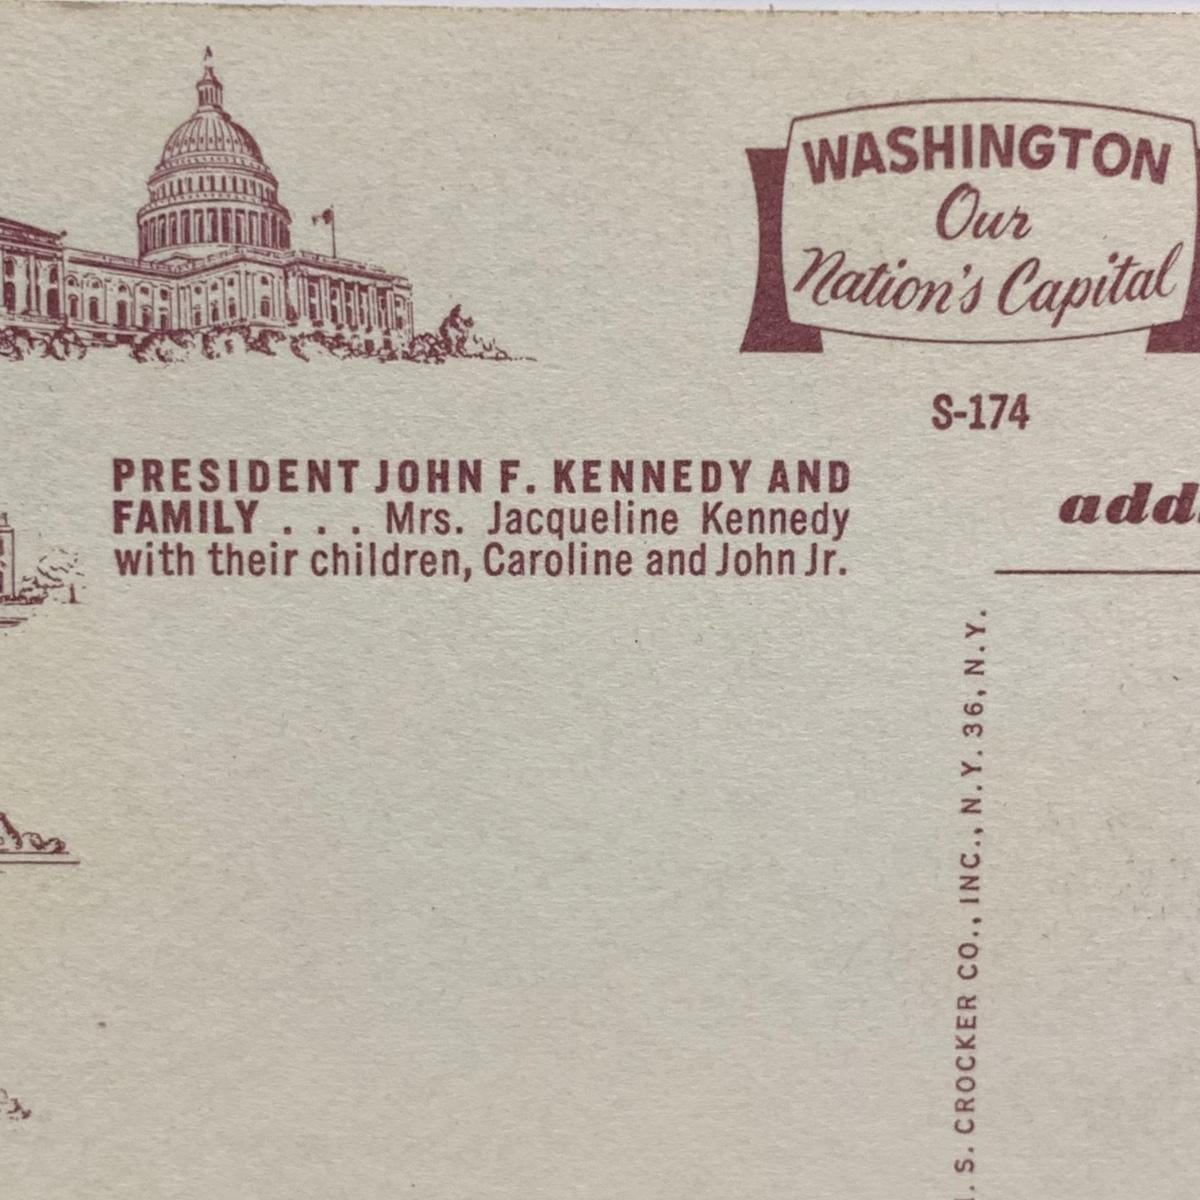 WASHINGTON
Our
Nation's Capital
S-174
PRESIDENT JOHN F. KENNEDY AND
FAMILY . . . Mrs. Jacqueline Kennedy
with their children, Caroline and John Jr.
add
. S. CROCKER CO., INC., N.Y. 36, N.Y.